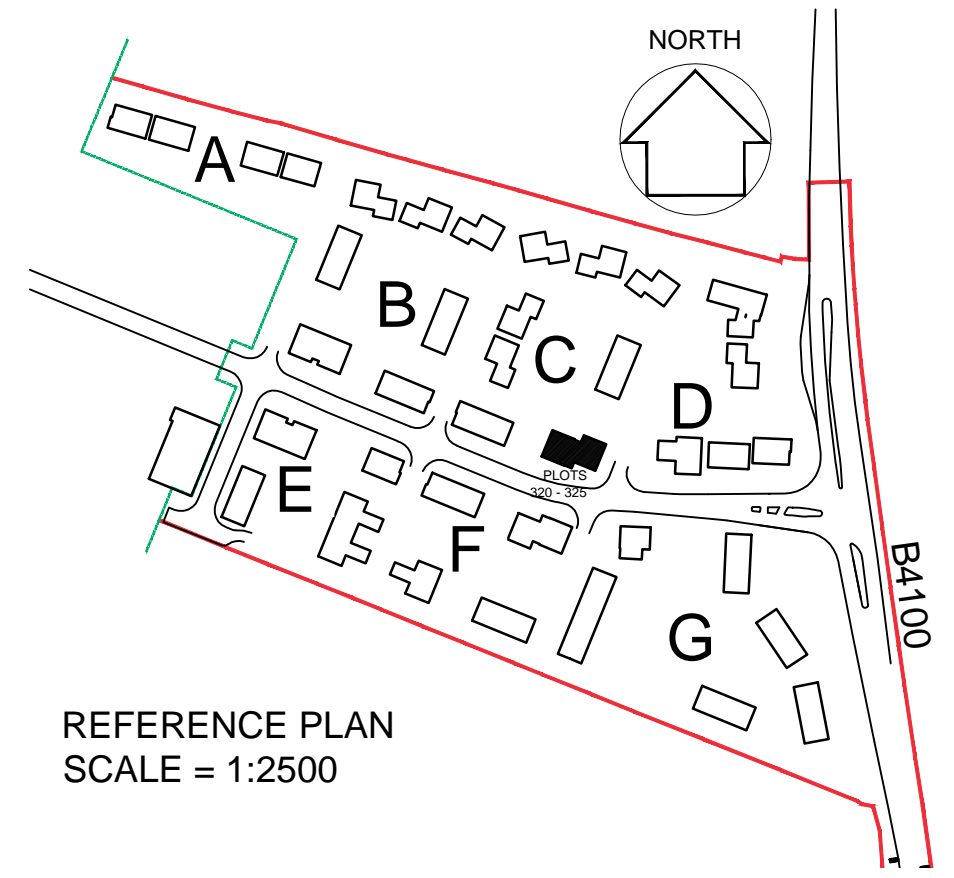 NORTH
A
B
C
D
PLOTS
320 - 325
E
F
G
B4100
REFERENCE PLAN
SCALE = 1:2500